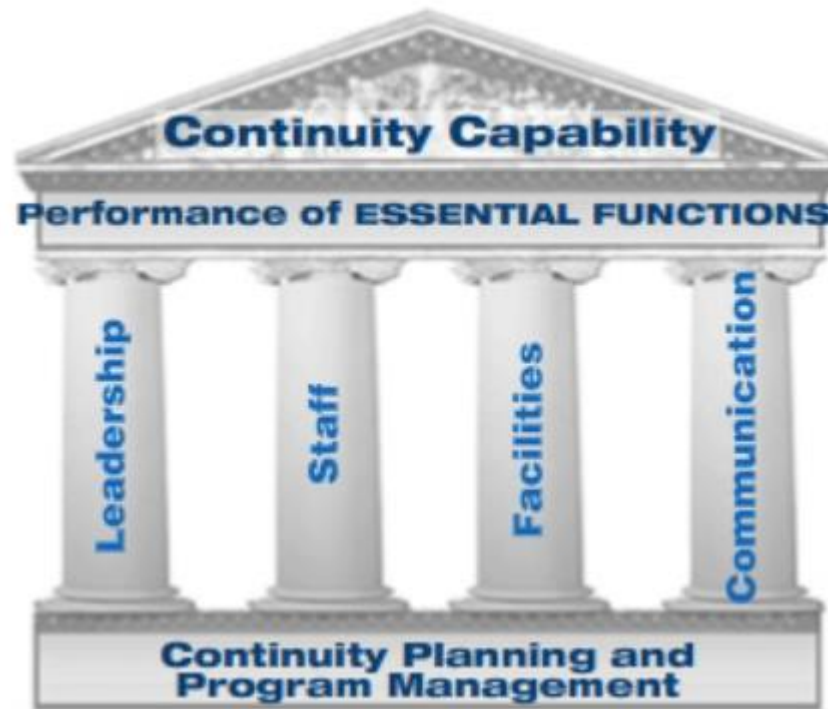 Continuity Capability
Performance of ESSENTIAL FUNCTIONS
Leadership
Staff
Facilities
Communication
Continuity Planning and
Program Management